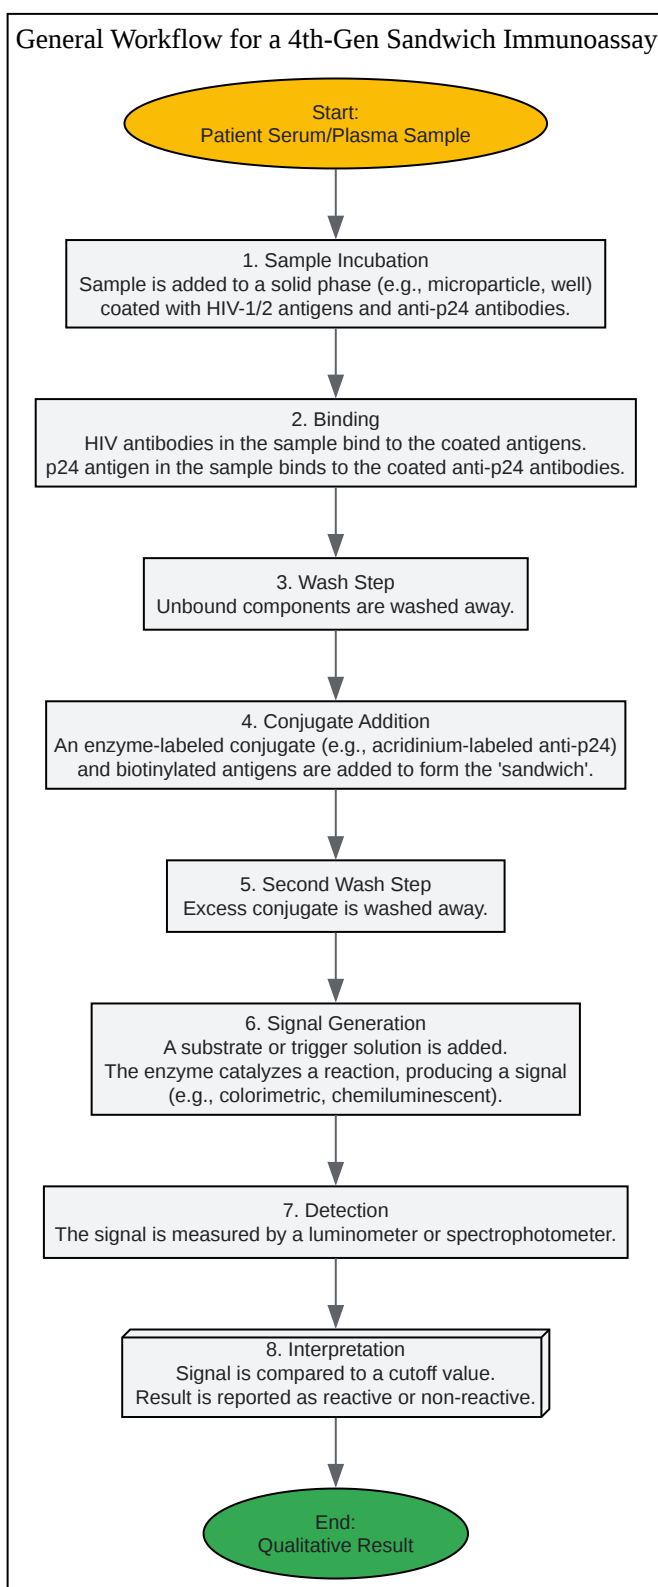 General Workflow for a 4th-Gen Sandwich Immunoassay
Start:
Patient Serum/Plasma Sample
1. Sample Incubation
Sample is added to a solid phase (e.g., microparticle, well)
coated with HIV-1/2 antigens and anti-p24 antibodies.
2. Binding
HIV antibodies in the sample bind to the coated antigens.
p24 antigen in the sample binds to the coated anti-p24 antibodies.
3. Wash Step
Unbound components are washed away.
4. Conjugate Addition
An enzyme-labeled conjugate (e.g., acridinium-labeled anti-p24)
and biotinylated antigens are added to form the 'sandwich'.
5. Second Wash Step
Excess conjugate is washed away.
6. Signal Generation
A substrate or trigger solution is added.
The enzyme catalyzes a reaction, producing a signal
(e.g., colorimetric, chemiluminescent).
7. Detection
The signal is measured by a luminometer or spectrophotometer.
8. Interpretation
Signal is compared to a cutoff value.
Result is reported as reactive or non-reactive.
End:
Qualitative Result